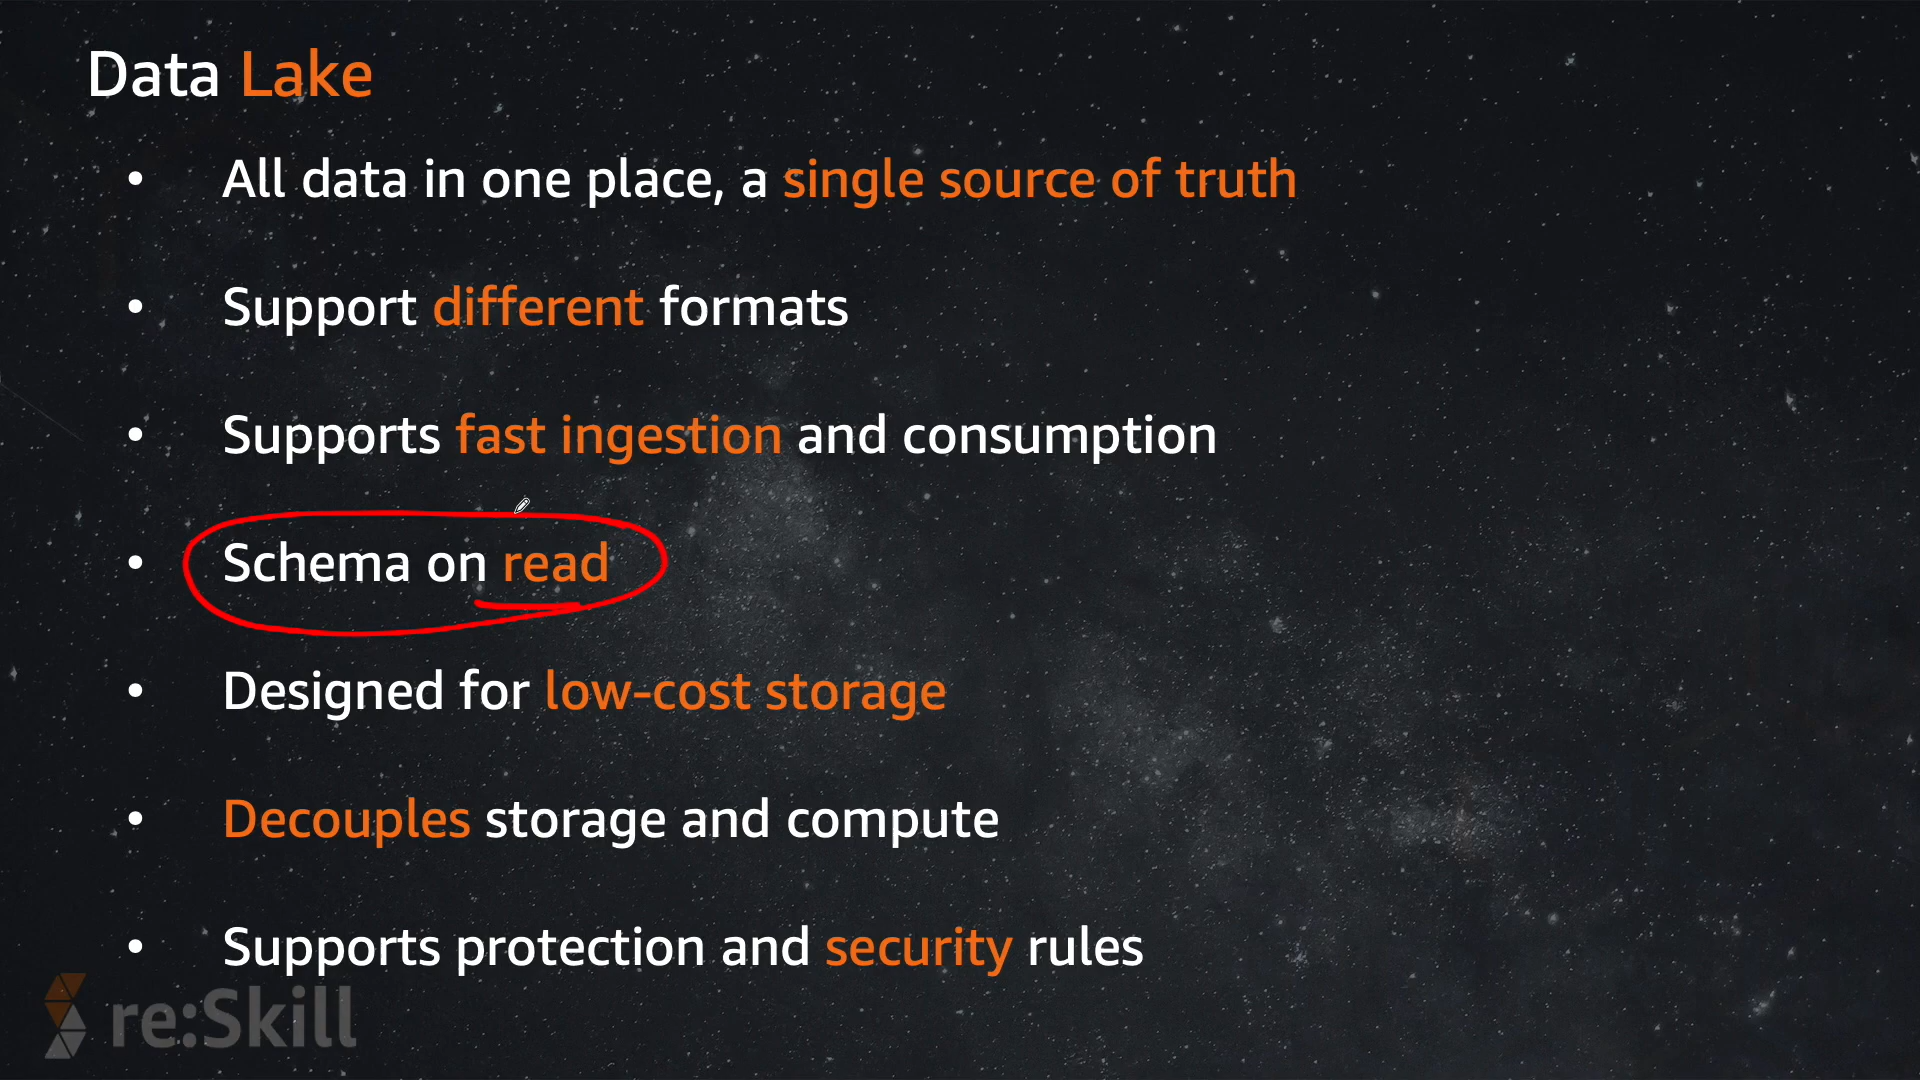 Data Lake
• All data in one place, a single source of truth
• Support different formats
• Supports fast ingestion and consumption
• Schema on read
• Designed for low-cost storage
• Decouples storage and compute
• Supports protection and security rules
re:Skill